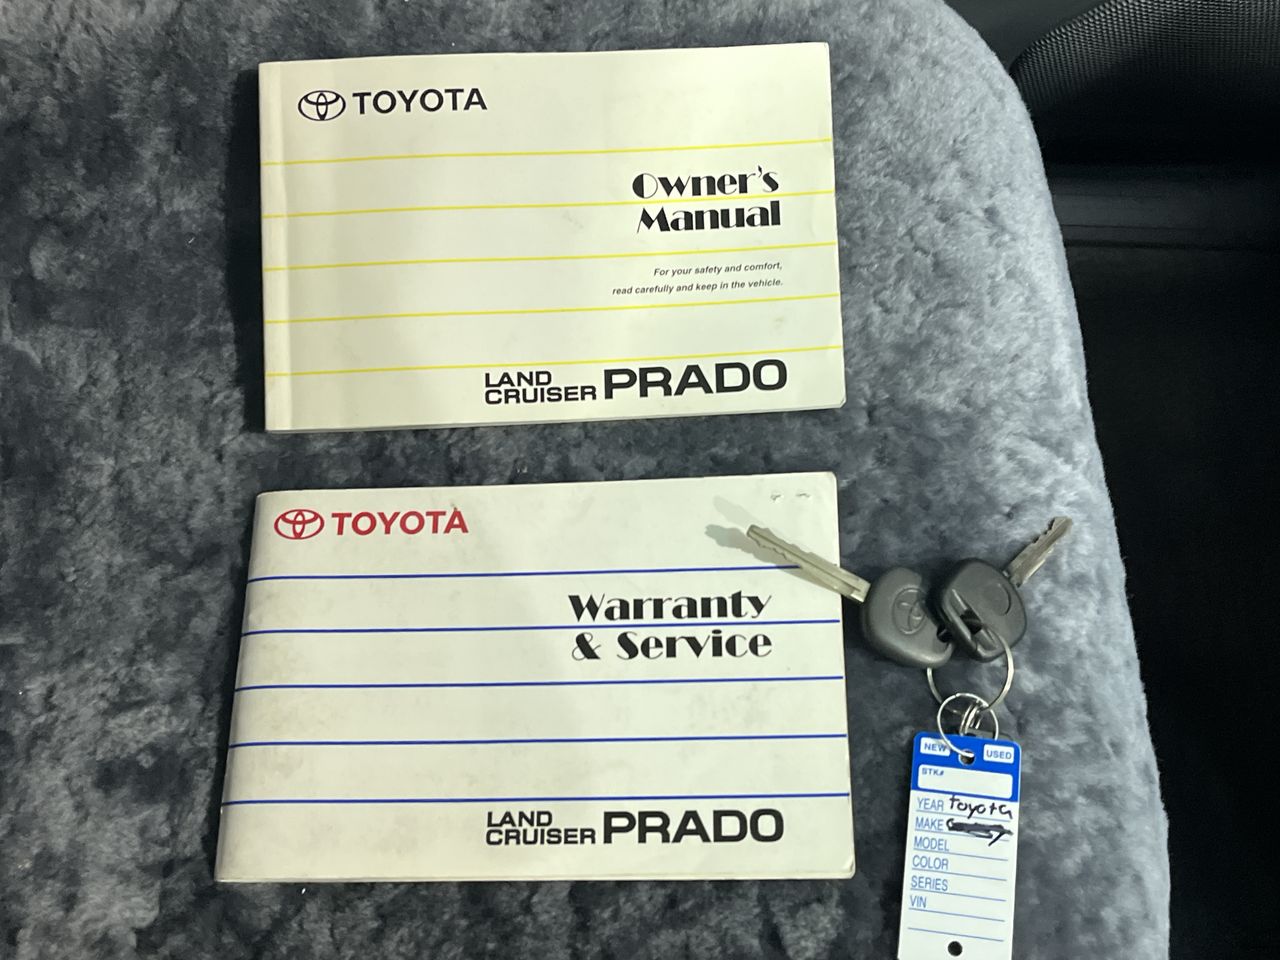 TOYOTA
Owner's
Manual
For your safety and comfort,
read carefully and keep in the vehicle.
LAND
CRUISER PRADO
TOYOTA
Warranty
& Service
LAND
CRUISER PRADO
NEW USED
STK#
YEAR Toyota
MAKE
MODEL
COLOR
SERIES
VIN